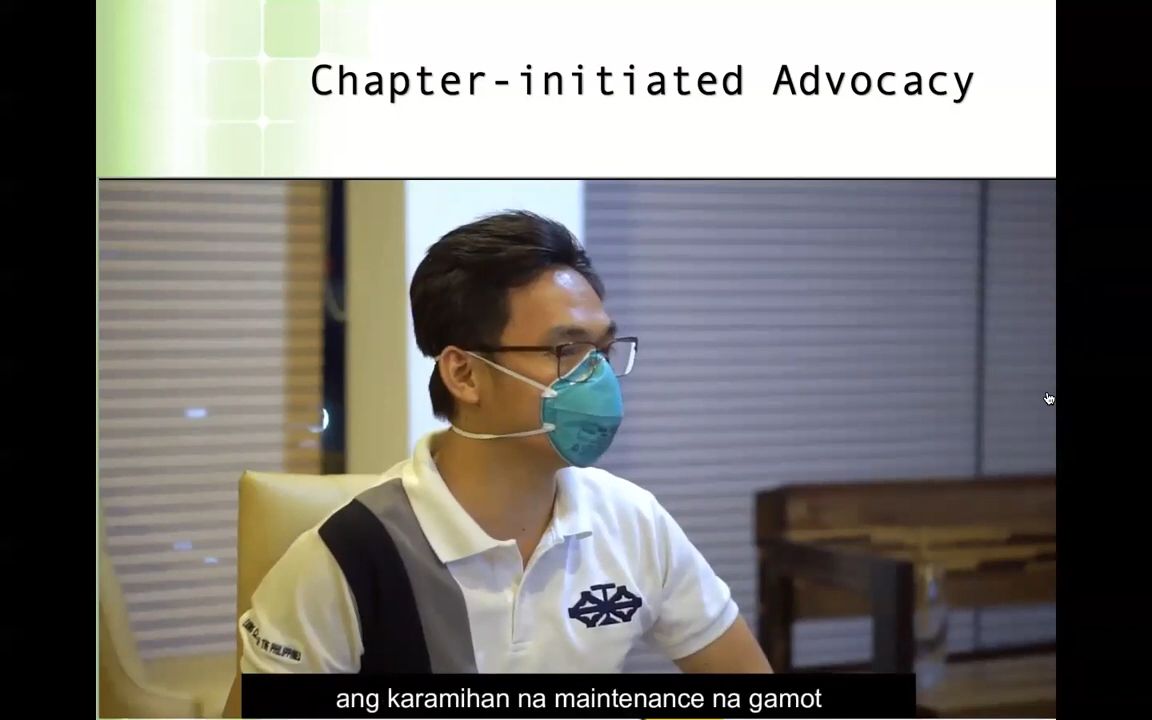 Chapter-initiated Advocacy
ang karamihan na maintenance na gamot